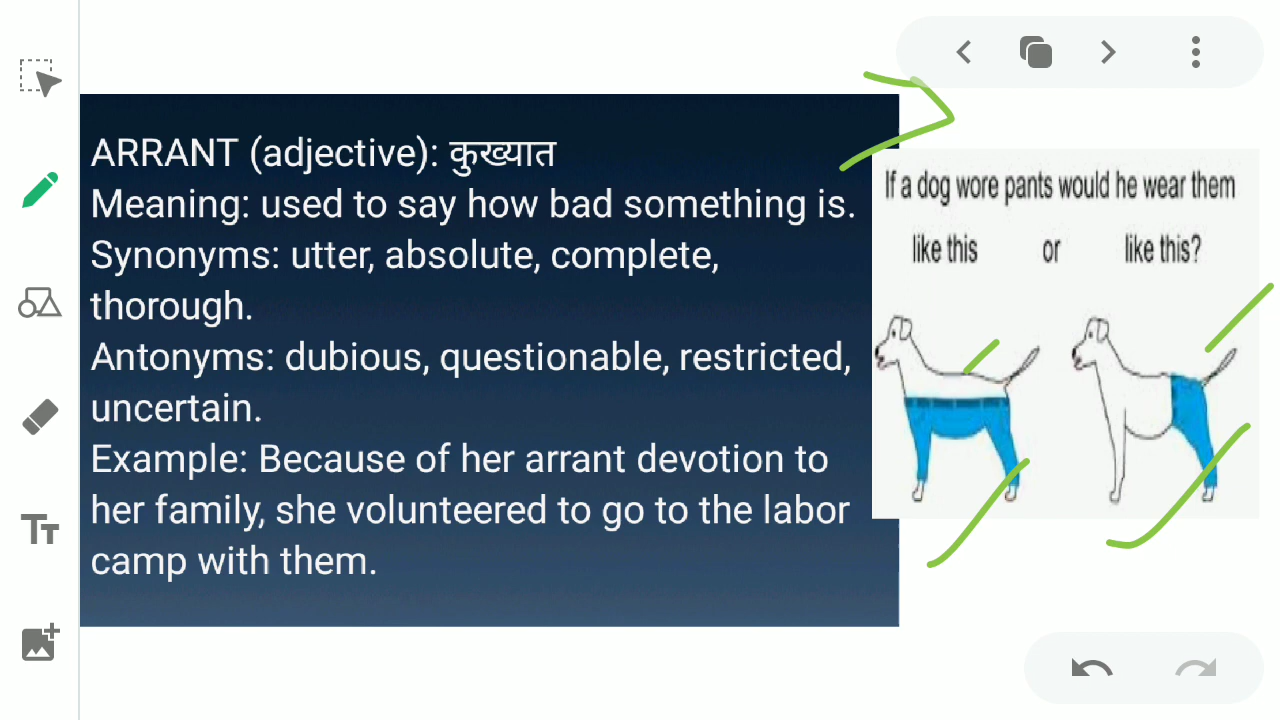 ARRANT (adjective): कुख्यात
Meaning: used to say how bad something is.
Synonyms: utter, absolute, complete,
thorough.
Antonyms: dubious, questionable, restricted,
uncertain.
Example: Because of her arrant devotion to
her family, she volunteered to go to the labor
camp with them.
If a dog wore pants would he wear them
like this or like this?
TT